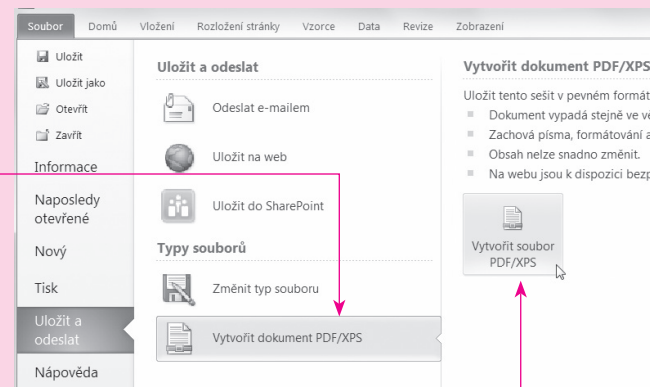 Soubor Domů Vložení Rozložení stránky Vzorce Data Revize Zobrazení
Uložit
Uložit jako
Otevřít
Zavřít
Informace
Naposledy
otevřené
Nový
Tisk
Uložit a
odeslat
Nápověda
Uložit a odeslat
Odeslat e-mailem
Uložit na web
Uložit do SharePoint
Typy souborů
Změnit typ souboru
Vytvořit dokument PDF/XPS
Vytvořit dokument PDF/XPS
Uložit tento sešit v pevném formát
Dokument vypadá stejně ve vě
Zachová písma, formátování a
Obsah nelze snadno změnit.
Na webu jsou k dispozici bezp
Vytvořit soubor
PDF/XPS